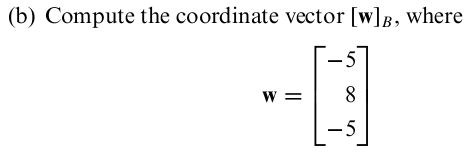 (b) Compute the coordinate vector [w]_B, where
w = [−5
8
−5]